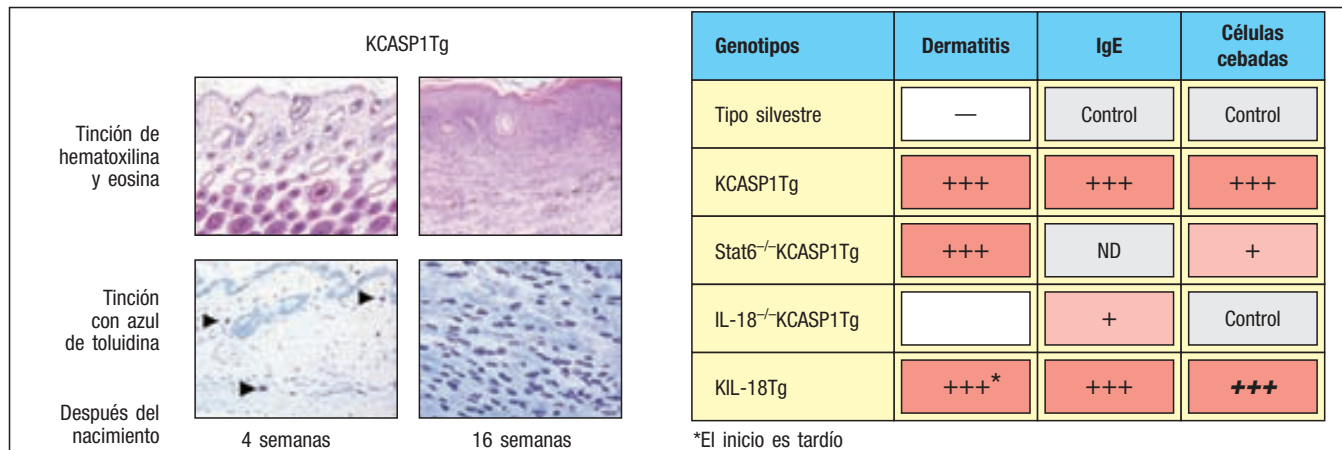 KCASP1Tg
Tinción de
hematoxilina
y eosina
Tinción
con azul
de toluidina
Después del
nacimiento
4 semanas
16 semanas
Genotipos Dermatitis IgE Células
cebadas
Tipo silvestre — Control Control
KCASP1Tg +++ +++ +++
Stat6–/–KCASP1Tg +++ ND +
IL-18–/–KCASP1Tg + Control
KIL-18Tg +++* +++ +++
*El inicio es tardío